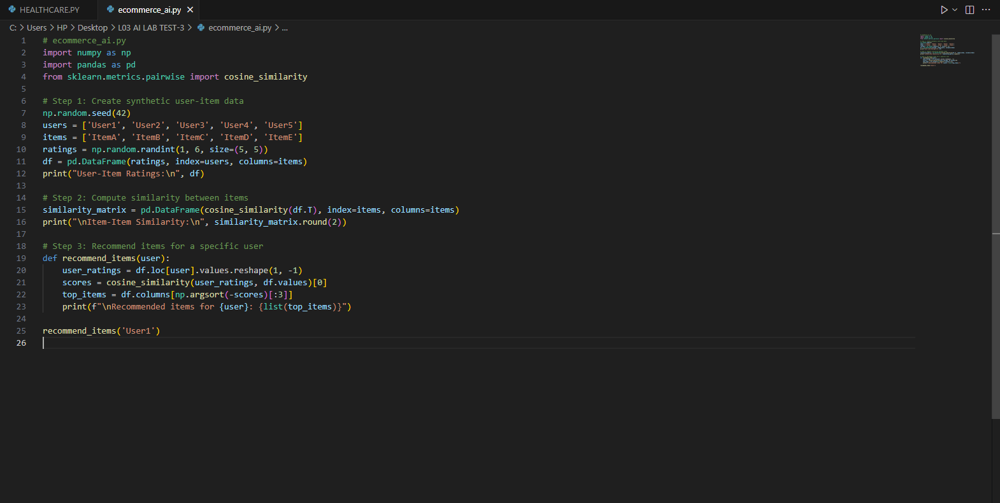 HEALTHCARE.PY ecommerce_ai.py
C: > Users > HP > Desktop > L03 AI LAB TEST-3 > ecommerce_ai.py > ...
1 # ecommerce_ai.py
2 import numpy as np
3 import pandas as pd
4 from sklearn.metrics.pairwise import cosine_similarity
5
6 # Step 1: Create synthetic user-item data
7 np.random.seed(42)
8 users = ['User1', 'User2', 'User3', 'User4', 'User5']
9 items = ['ItemA', 'ItemB', 'ItemC', 'ItemD', 'ItemE']
10 ratings = np.random.randint(1, 6, size=(5, 5))
11 df = pd.DataFrame(ratings, index=users, columns=items)
12 print("User-Item Ratings:\n", df)
13
14 # Step 2: Compute similarity between items
15 similarity_matrix = pd.DataFrame(cosine_similarity(df.T), index=items, columns=items)
16 print("\nItem-Item Similarity:\n", similarity_matrix.round(2))
17
18 # Step 3: Recommend items for a specific user
19 def recommend_items(user):
20     user_ratings = df.loc[user].values.reshape(1, -1)
21     scores = cosine_similarity(user_ratings, df.values)[0]
22     top_items = df.columns[np.argsort(-scores)[:3]]
23     print(f"\nRecommended items for {user}: {list(top_items)}")
24
25 recommend_items('User1')
26